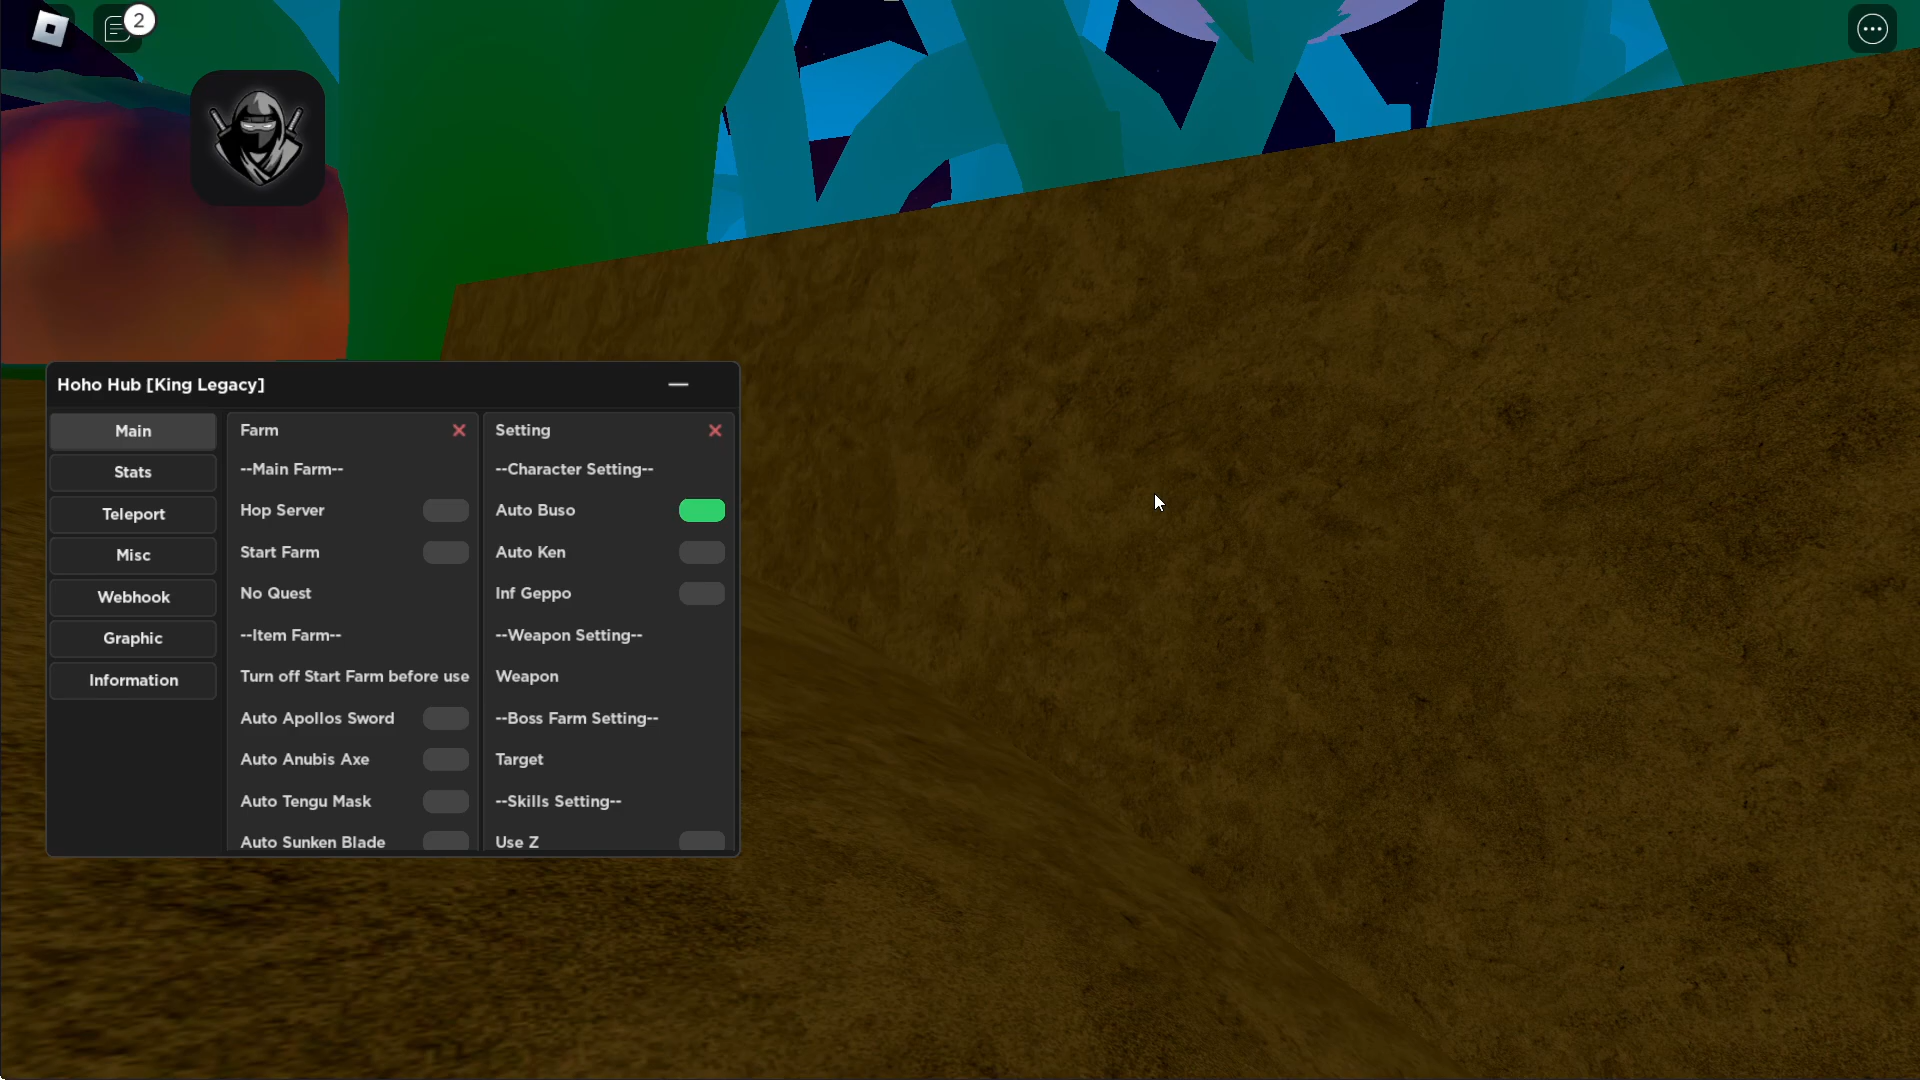 2
Hoho Hub [King Legacy]
Main
Stats
Teleport
Misc
Webhook
Graphic
Information
Farm
--Main Farm--
Hop Server
Start Farm
No Quest
--Item Farm--
Turn off Start Farm before use
Auto Apollos Sword
Auto Anubis Axe
Auto Tengu Mask
Auto Sunken Blade
Setting
--Character Setting--
Auto Buso
Auto Ken
Inf Geppo
--Weapon Setting--
Weapon
--Boss Farm Setting--
Target
--Skills Setting--
Use Z